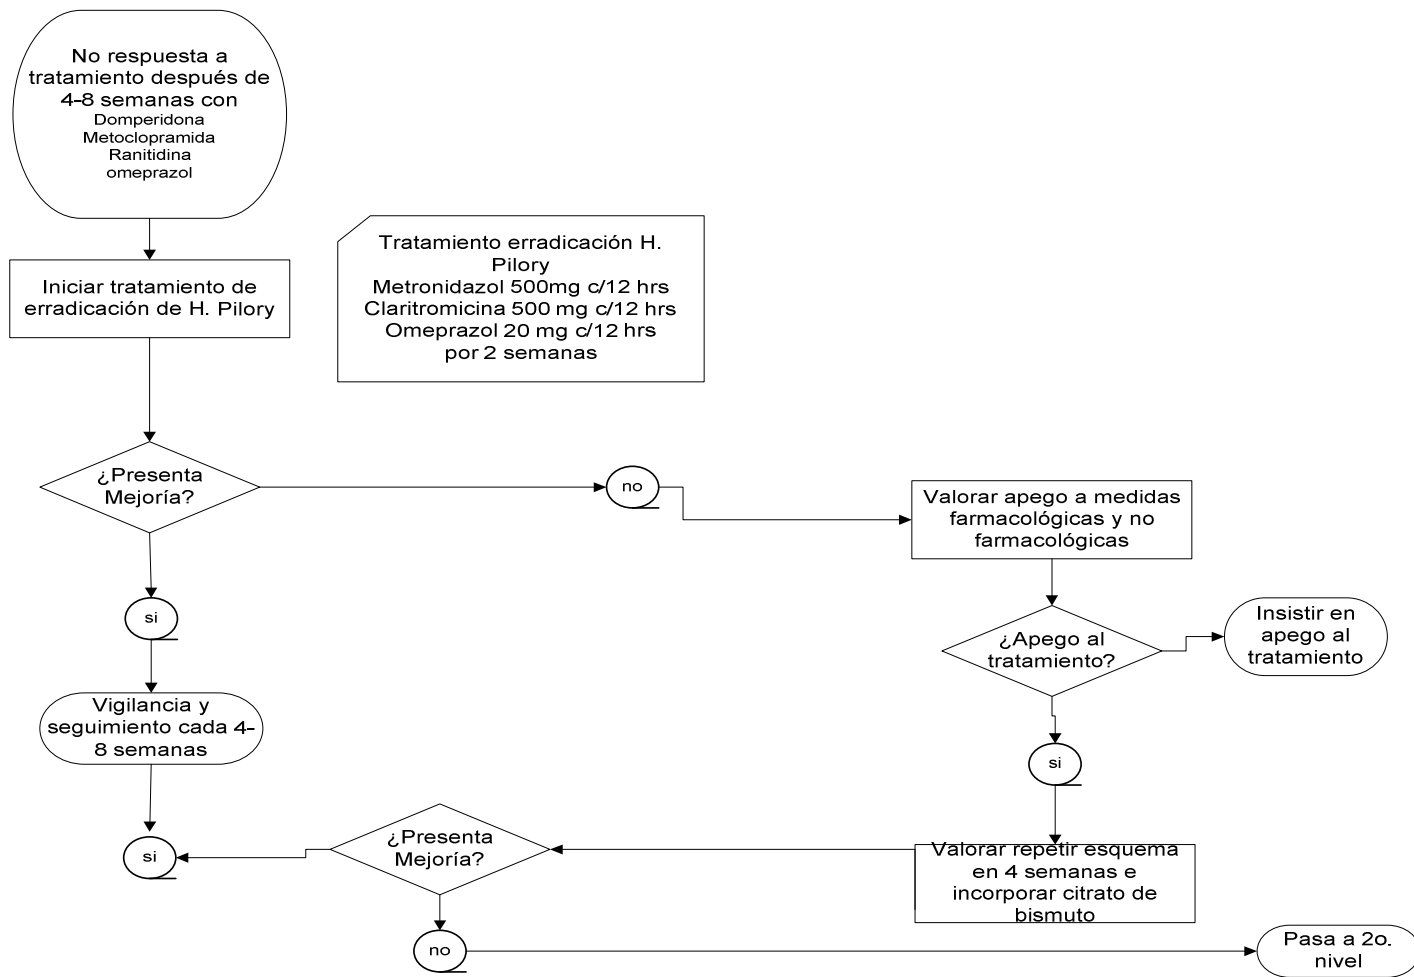 No respuesta a
tratamiento después de
4-8 semanas con
Domperidona
Metoclopramida
Ranitidina
omeprazol
Iniciar tratamiento de
erradicación de H. Pilory
Tratamiento erradicación H.
Pilory
Metronidazol 500mg c/12 hrs
Claritromicina 500 mg c/12 hrs
Omeprazol 20 mg c/12 hrs
por 2 semanas
¿Presenta
Mejoría?
no
Valorar apego a medidas
farmacológicas y no
farmacológicas
si
¿Apego al
tratamiento?
Insistir en
apego al
tratamiento
Vigilancia y
seguimiento cada 4-
8 semanas
si
si
¿Presenta
Mejoría?
Valorar repetir esquema
en 4 semanas e
incorporar citrato de
bismuto
no
Pasa a 2o.
nivel